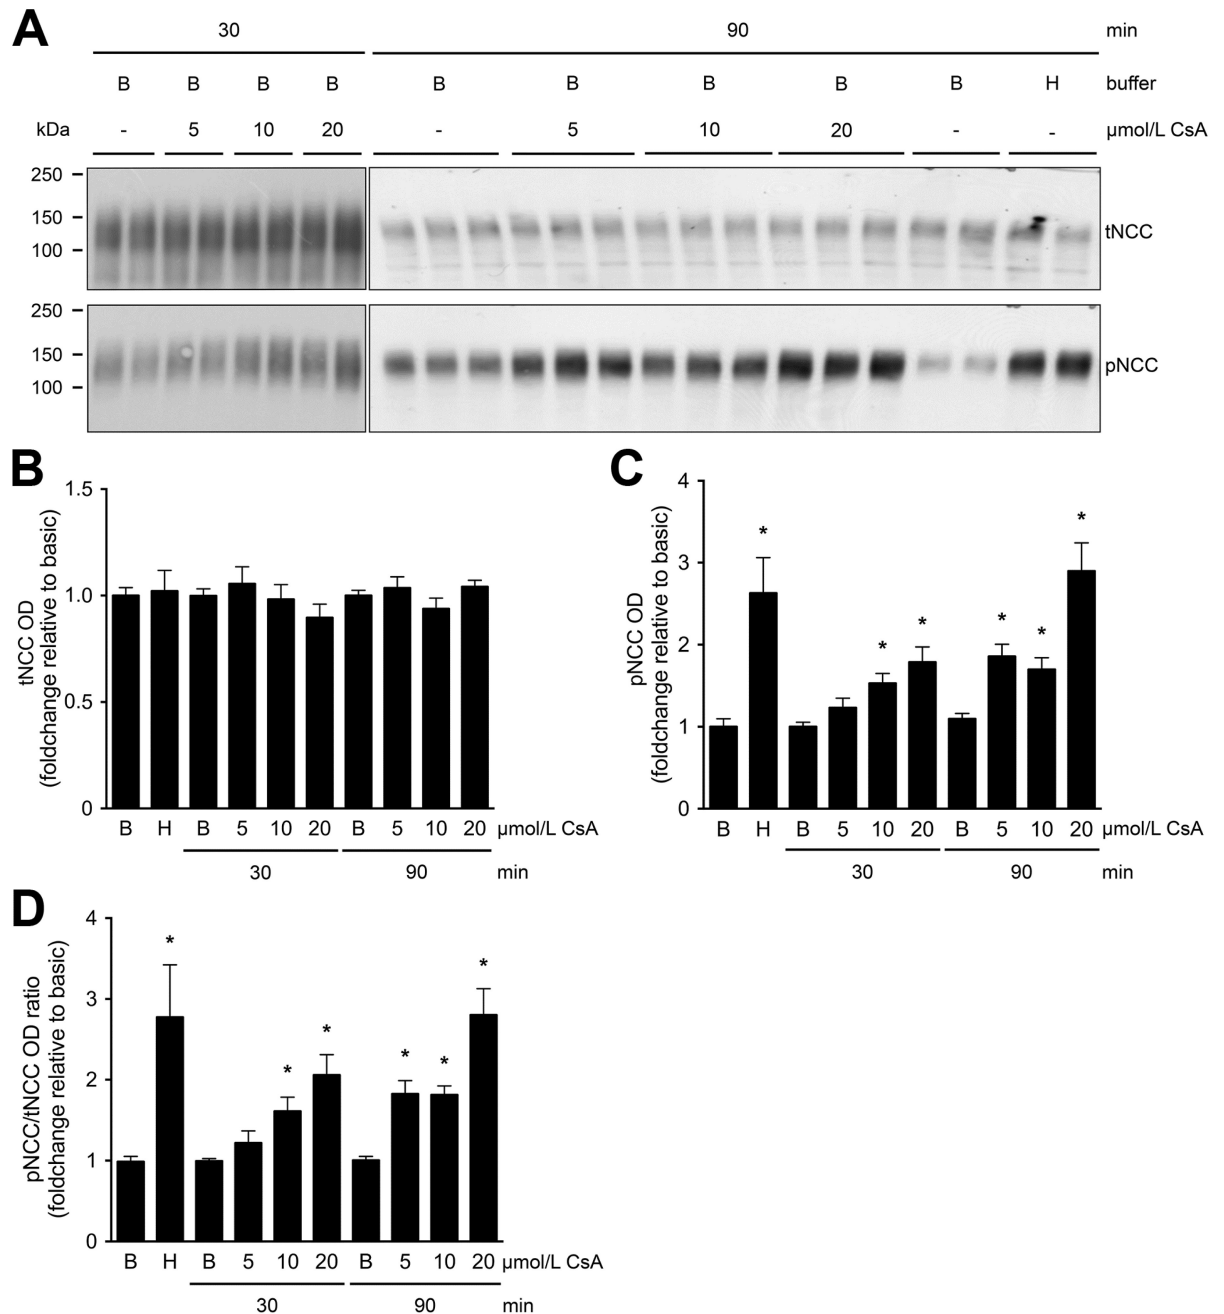 A
30 90 min
B B B B B B B B B H buffer
kDa - 5 10 20 - 5 10 20 - - µmol/L CsA
250
150
100
tNCC
250
150
100
pNCC
B
tNCC OD
(foldchange relative to basic)
1.5
1.0
0.5
0
B H B 5 10 20 B 5 10 20 µmol/L CsA
30 90 min
C
pNCC OD
(foldchange relative to basic)
4
3
2
1
0
* * * * * *
B H B 5 10 20 B 5 10 20 µmol/L CsA
30 90 min
D
pNCC/tNCC OD ratio
(foldchange relative to basic)
4
3
2
1
0
* * * * * *
B H B 5 10 20 B 5 10 20 µmol/L CsA
30 90 min